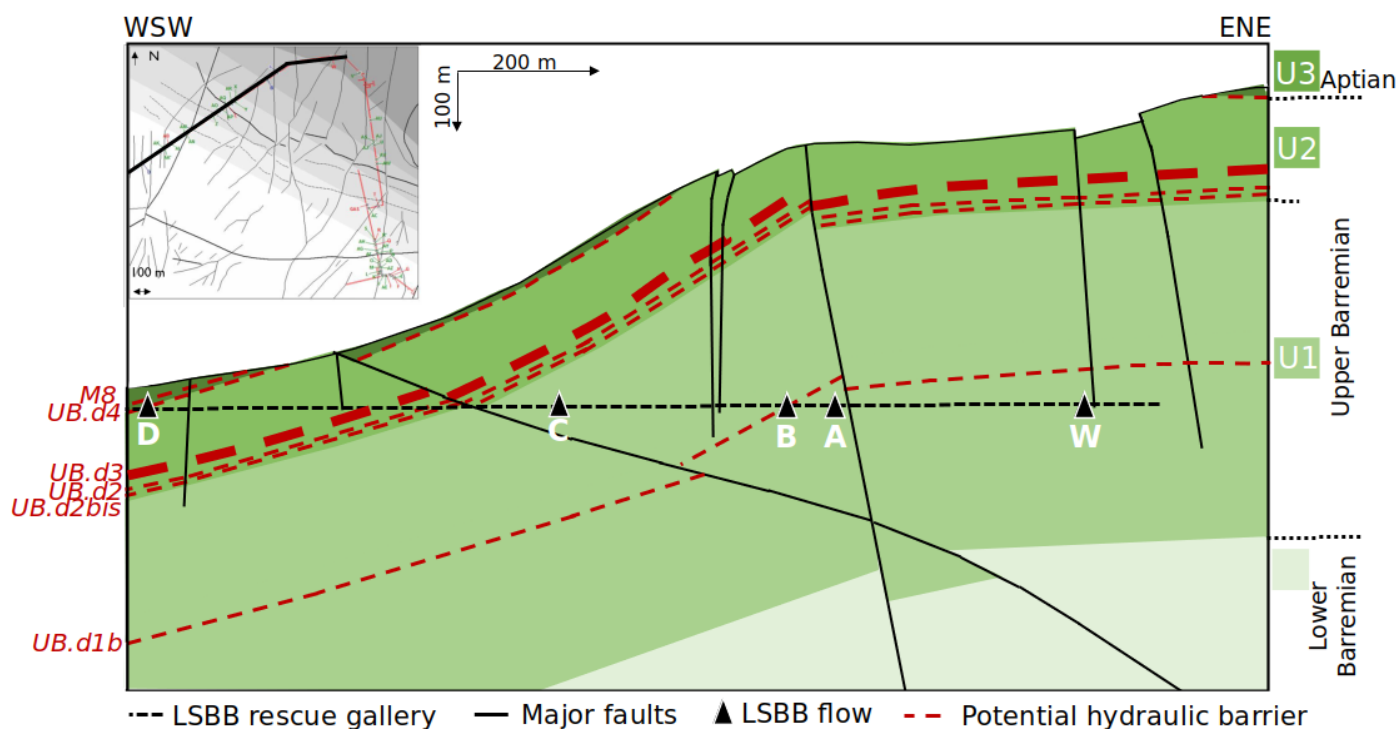 WSW
ENE
N
100 m
200 m
100 m
U3
Aptian
U2
Upper Barremian
U1
Lower
Barremian
M8
UB.d4
UB.d3
UB.d2
UB.d2bis
UB.d1b
D
C
B
A
W
LSBB rescue gallery
Major faults
LSBB flow
Potential hydraulic barrier